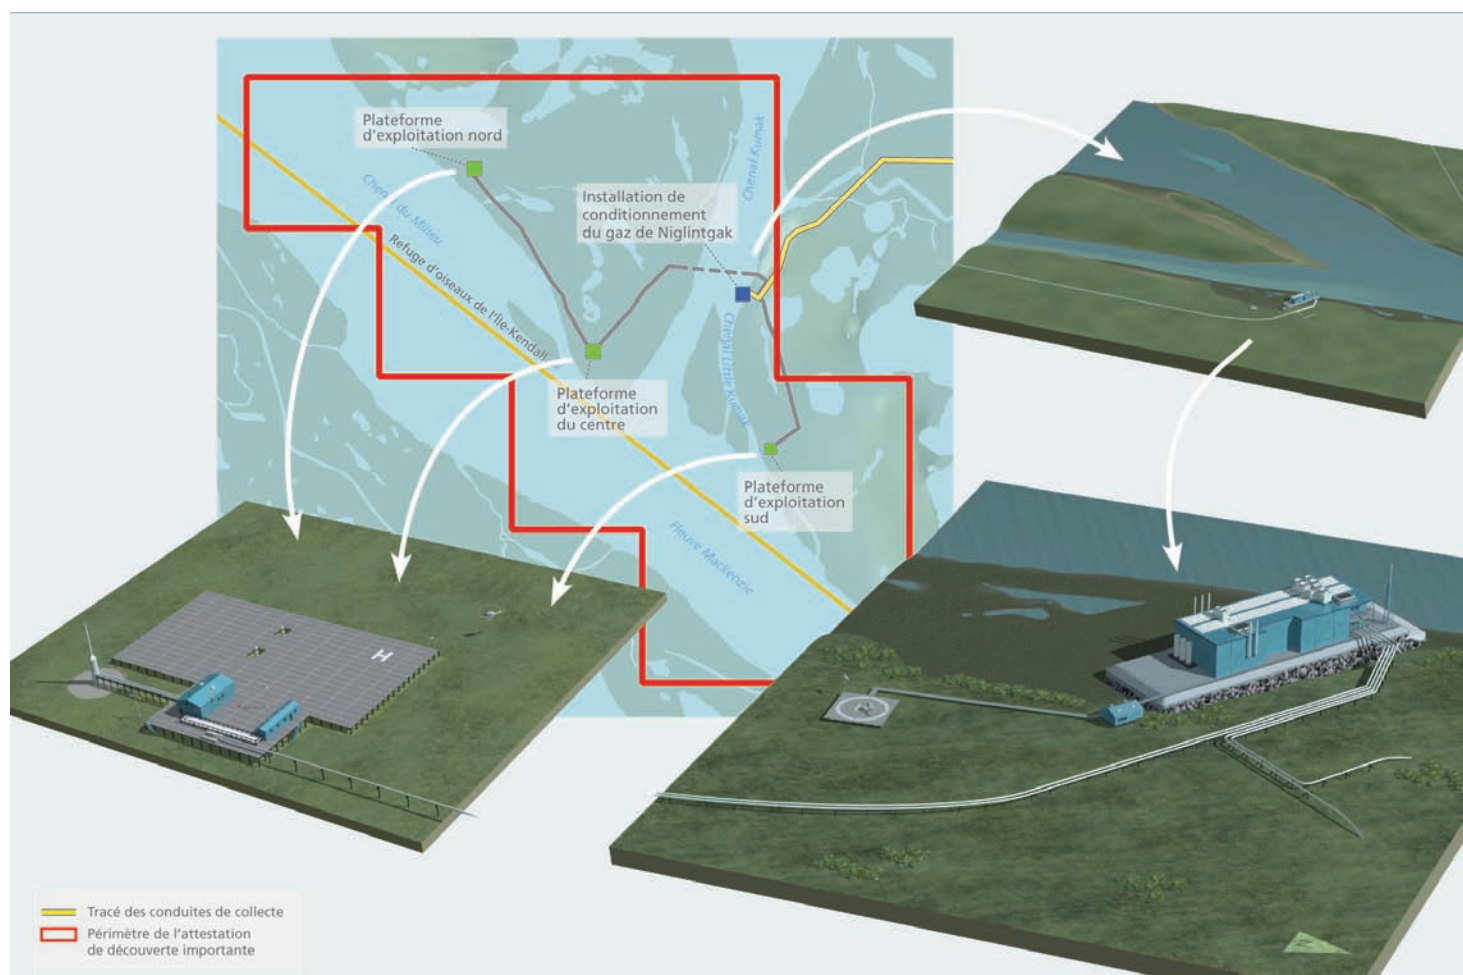 Plateforme
d'exploitation nord
Chenal Kumak
Chenal du Milieu
Installation de
conditionnement
du gaz de Niglintgak
Refuge d'oiseaux de l'Île-Kendall
Chenal Little Kumak
Plateforme
d'exploitation
du centre
Plateforme
d'exploitation
sud
Fleuve Mackenzie
H
Tracé des conduites de collecte
Périmètre de l'attestation
de découverte importante